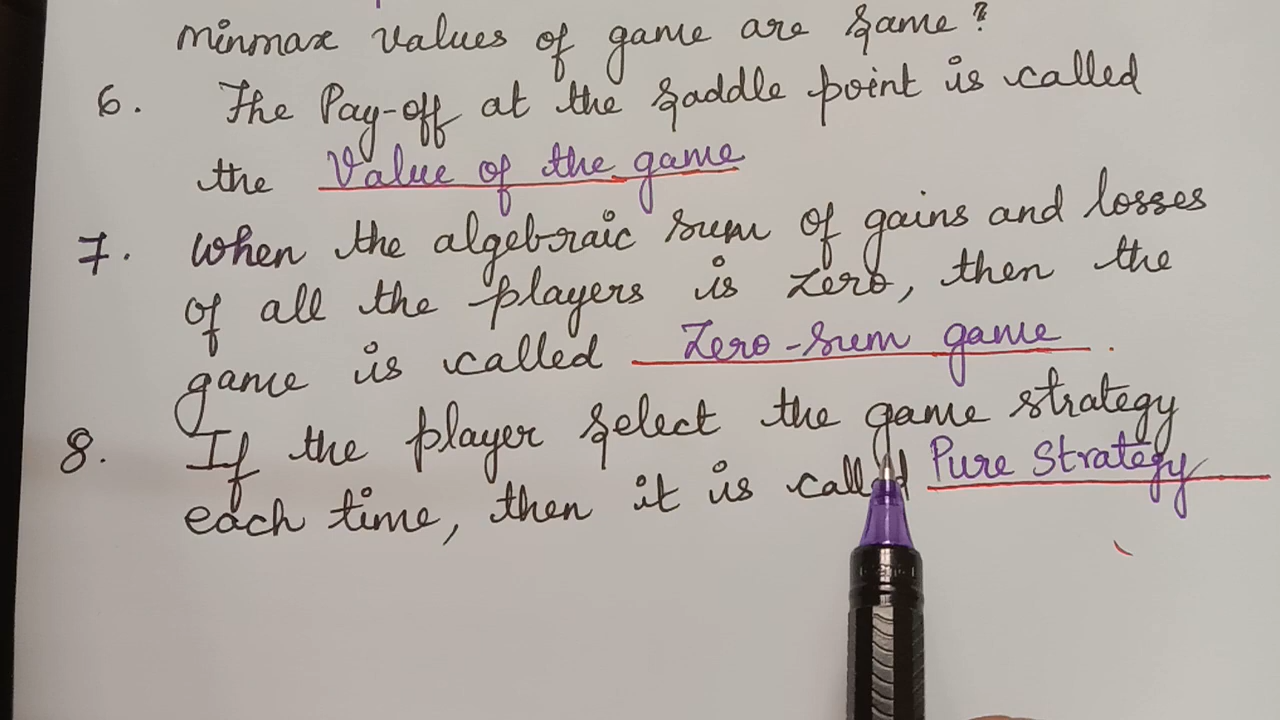 minmax values of game are same?
6. The Pay-off at the saddle point is called
the Value of the game
7. When the algebraic sum of gains and losses
of all the players is zero, then the
game is called Zero-sum game.
8. If the player select the game strategy
each time, then it is called Pure Strategy